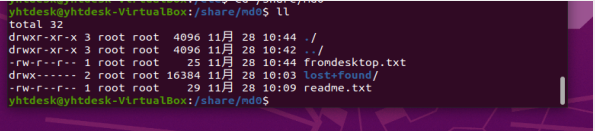 yhtdesk@yhtdesk-VirtualBox:/share/md0$ ll
total 32
drwxr-xr-x 3 root root  4096 11月 28 10:44 ./
drwxr-xr-x 3 root root  4096 11月 28 10:42 ../
-rw-r--r-- 1 root root    25 11月 28 10:44 fromdesktop.txt
drwx------ 2 root root 16384 11月 28 10:03 lost+found/
-rw-r--r-- 1 root root    29 11月 28 10:09 readme.txt
yhtdesk@yhtdesk-VirtualBox:/share/md0$